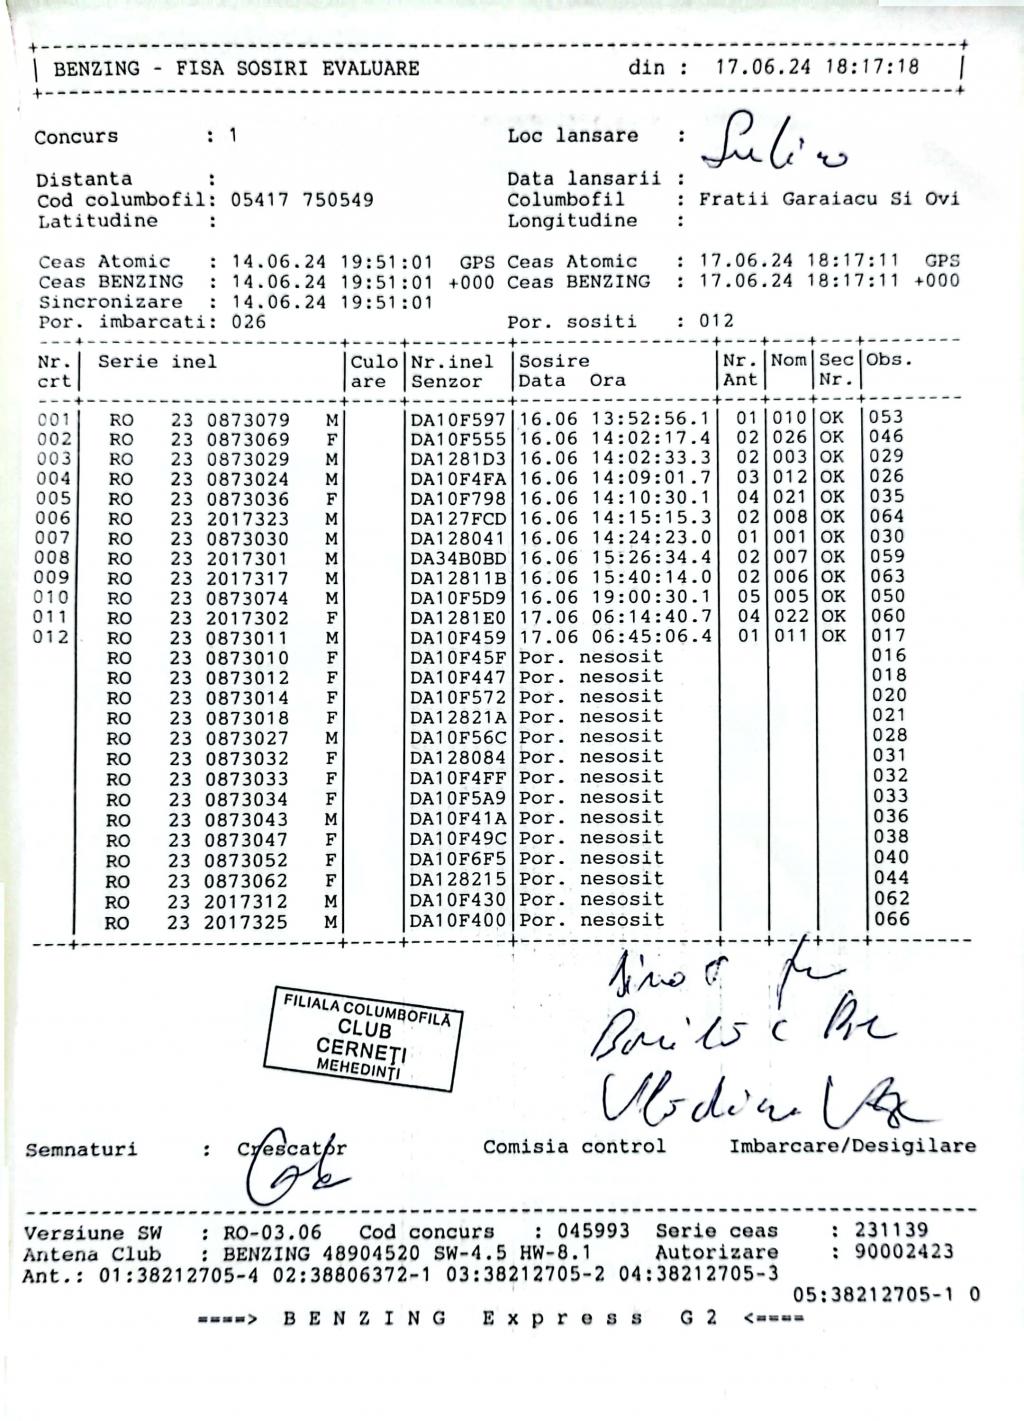 BENZING - FISA SOSIRI EVALUARE din : 17.06.24 18:17:18
Concurs : 1 Loc lansare : Sulina
Distanta : Data lansarii :
Cod columbofil: 05417 750549 Columbofil : Fratii Garaiacu Si Ovi
Latitudine : Longitudine :
Ceas Atomic : 14.06.24 19:51:01 GPS Ceas Atomic : 17.06.24 18:17:11 GPS
Ceas BENZING : 14.06.24 19:51:01 +000 Ceas BENZING : 17.06.24 18:17:11 +000
Sincronizare : 14.06.24 19:51:01
Por. imbarcati: 026 Por. sositi : 012
Nr. Serie inel Culo Nr.inel Sosire Nr. Nom Sec Obs.
crt are Senzor Data Ora Ant Nr.
001 RO 23 0873079 M DA10F597 16.06 13:52:56.1 01 010 OK 053
002 RO 23 0873069 F DA10F555 16.06 14:02:17.4 02 026 OK 046
003 RO 23 0873029 M DA1281D3 16.06 14:02:33.3 02 003 OK 029
004 RO 23 0873024 M DA10F4FA 16.06 14:09:01.7 03 012 OK 026
005 RO 23 0873036 F DA10F798 16.06 14:10:30.1 04 021 OK 035
006 RO 23 2017323 M DA127FCD 16.06 14:15:15.3 02 008 OK 064
007 RO 23 0873030 M DA128041 16.06 14:24:23.0 01 001 OK 030
008 RO 23 2017301 M DA34B0BD 16.06 15:26:34.4 02 007 OK 059
009 RO 23 2017317 M DA12811B 16.06 15:40:14.0 02 006 OK 063
010 RO 23 0873074 M DA10F5D9 16.06 19:00:30.1 05 005 OK 050
011 RO 23 2017302 F DA1281E0 17.06 06:14:40.7 04 022 OK 060
012 RO 23 0873011 M DA10F459 17.06 06:45:06.4 01 011 OK 017
RO 23 0873010 F DA10F45F Por. nesosit 016
RO 23 0873012 F DA10F447 Por. nesosit 018
RO 23 0873014 F DA10F572 Por. nesosit 020
RO 23 0873018 F DA12821A Por. nesosit 021
RO 23 0873027 M DA10F56C Por. nesosit 028
RO 23 0873032 F DA128084 Por. nesosit 031
RO 23 0873033 F DA10F4FF Por. nesosit 032
RO 23 0873034 F DA10F5A9 Por. nesosit 033
RO 23 0873043 M DA10F41A Por. nesosit 036
RO 23 0873047 F DA10F49C Por. nesosit 038
RO 23 0873052 F DA10F6F5 Por. nesosit 040
RO 23 0873062 F DA128215 Por. nesosit 044
RO 23 2017312 M DA10F430 Por. nesosit 062
RO 23 2017325 M DA10F400 Por. nesosit 066
FILIALA COLUMBOFILĂ
CLUB
CERNEȚI
MEHEDINȚI
Semnaturi : Crescator Comisia control Imbarcare/Desigilare
Versiune SW : RO-03.06 Cod concurs : 045993 Serie ceas : 231139
Antena Club : BENZING 48904520 SW-4.5 HW-8.1 Autorizare : 90002423
Ant.: 01:38212705-4 02:38806372-1 03:38212705-2 04:38212705-3
05:38212705-1 0
====> B E N Z I N G E x p r e s s G 2 <====